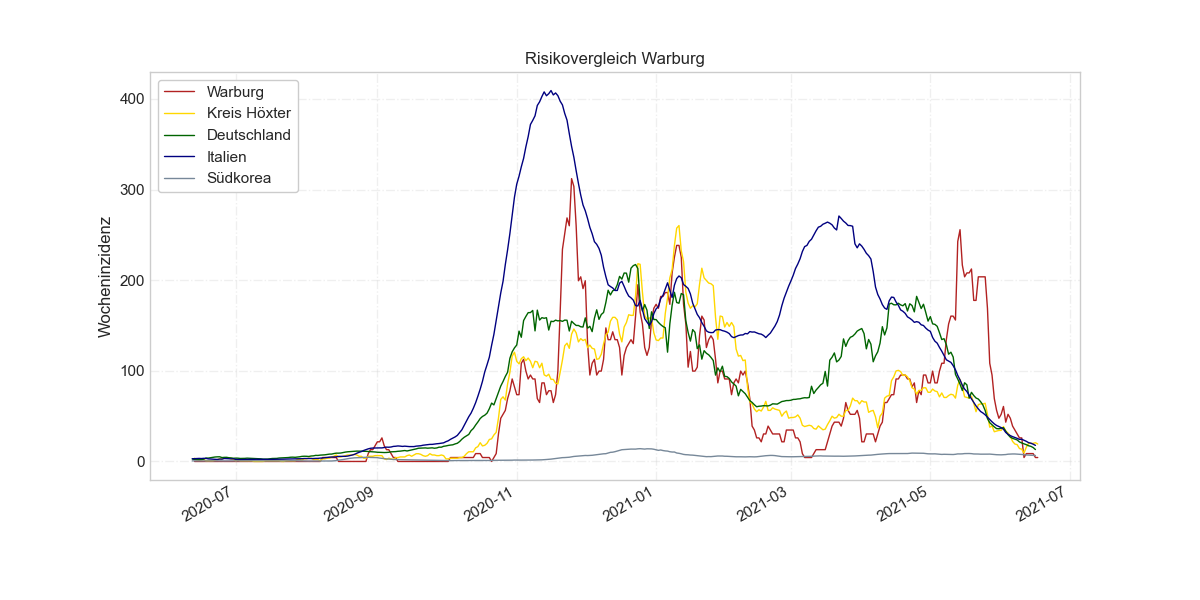 Risikovergleich Warburg
Warburg
Kreis Höxter
Deutschland
Italien
Südkorea
Wocheninzidenz
400
300
200
100
0
2020-07
2020-09
2020-11
2021-01
2021-03
2021-05
2021-07